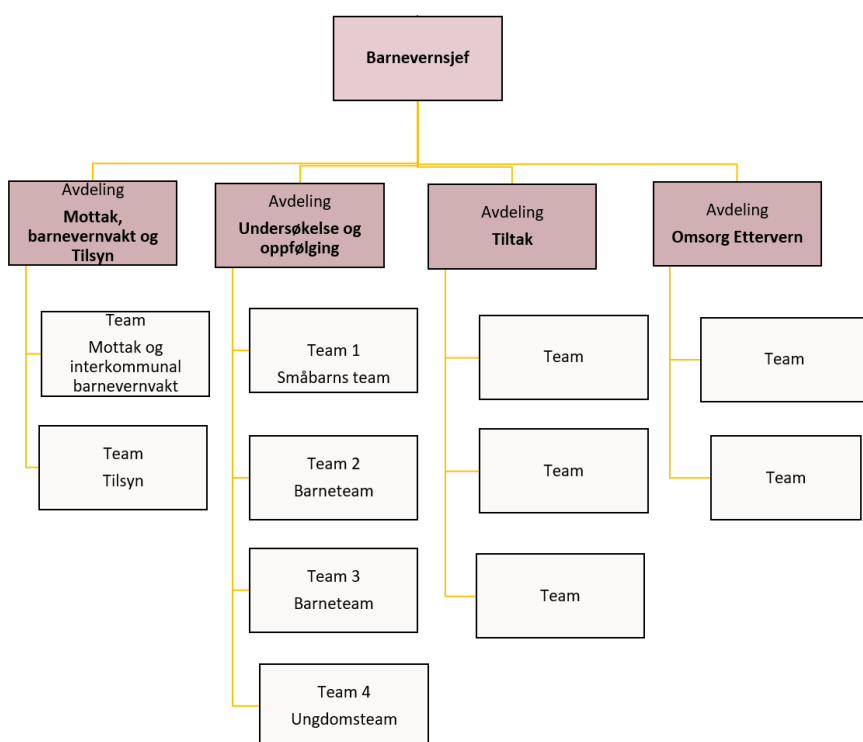 Barnevernsjef
Avdeling
Mottak,
barnevernvakt og
Tilsyn
Team
Mottak og
interkommunal
barnevernvakt
Team
Tilsyn
Avdeling
Undersøkelse og
oppfølging
Team 1
Småbarns team
Team 2
Barneteam
Team 3
Barneteam
Team 4
Ungdomsteam
Avdeling
Tiltak
Team
Team
Team
Avdeling
Omsorg Ettervern
Team
Team